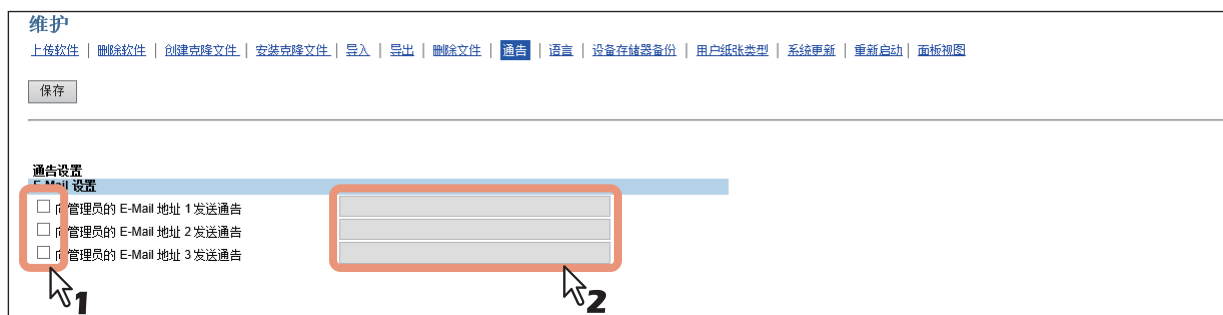 维护
上传软件 | 删除软件 | 创建克隆文件 | 安装克隆文件 | 导入 | 导出 | 删除文件 | 通告 | 语言 | 设备存储器备份 | 用户纸张类型 | 系统更新 | 重新启动 | 面板视图
保存
通告设置
E-Mail 设置
向管理员的 E-Mail 地址 1 发送通告
向管理员的 E-Mail 地址 2 发送通告
向管理员的 E-Mail 地址 3 发送通告
1 2